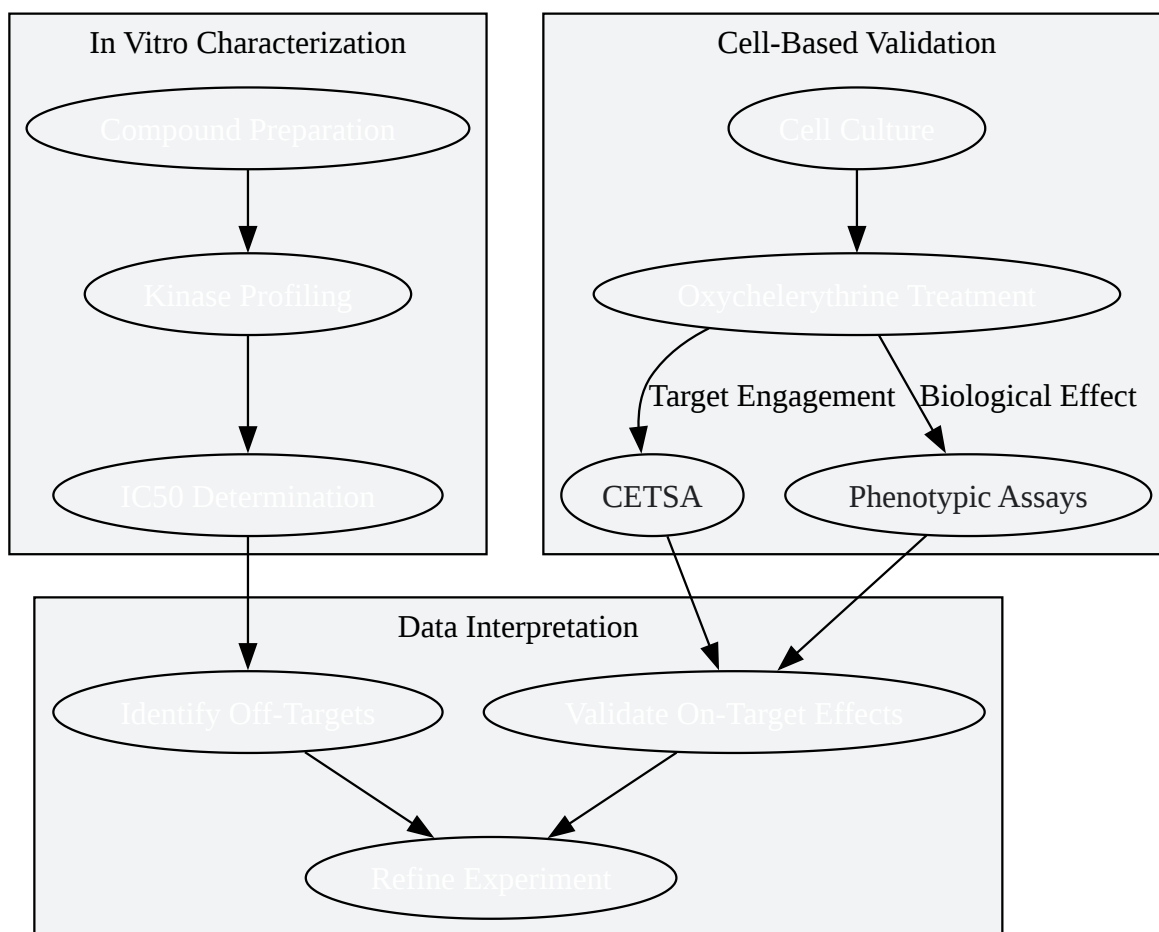 In Vitro Characterization
Compound Preparation
Kinase Profiling
IC50 Determination
Cell-Based Validation
Cell Culture
Oxychelerythrine Treatment
Target Engagement
Biological Effect
CETSA
Phenotypic Assays
Data Interpretation
Identify Off-Targets
Validate On-Target Effects
Refine Experiment